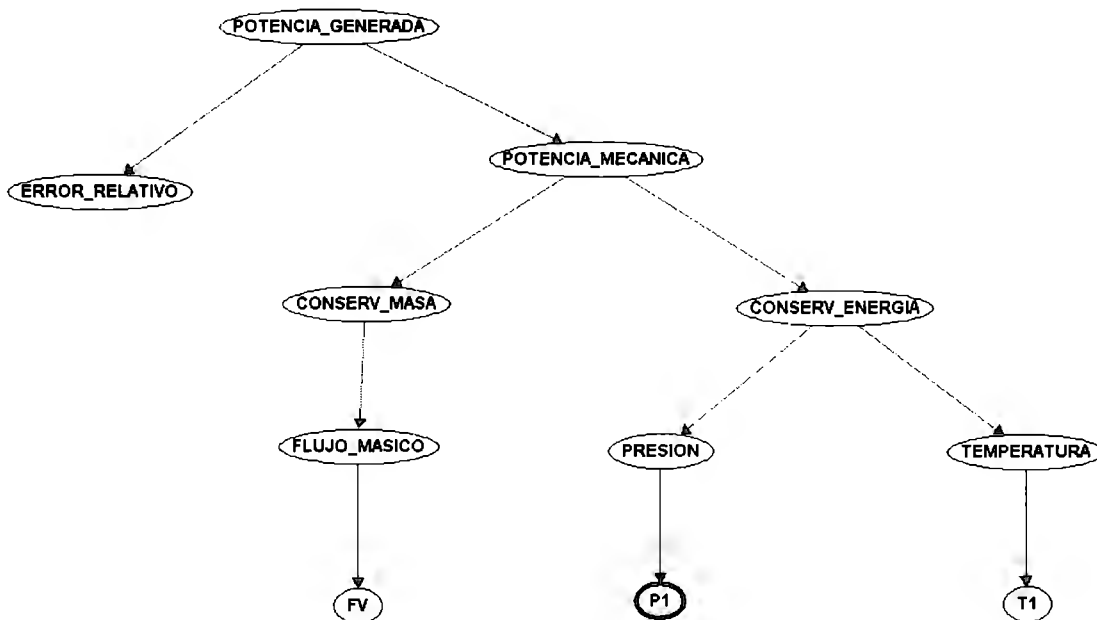 POTENCIA_GENERADA
POTENCIA_MECANICA
ERROR_RELATIVO
CONSERV_MASA
CONSERV_ENERGIA
FLUJO_MASICO
PRESION
TEMPERATURA
FV
P1
T1